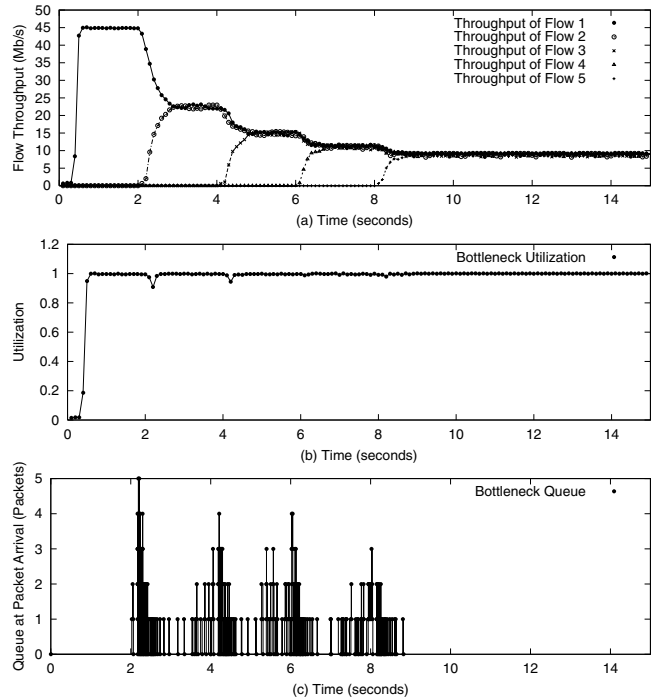 50
45
40
35
30
25
20
15
10
5
0
Flow Throughput (Mb/s)
Throughput of Flow 1
Throughput of Flow 2
Throughput of Flow 3
Throughput of Flow 4
Throughput of Flow 5
0 2 4 6 8 10 12 14
(a) Time (seconds)
1.2
1
0.8
0.6
0.4
0.2
0
Utilization
Bottleneck Utilization
0 2 4 6 8 10 12 14
(b) Time (seconds)
5
4
3
2
1
0
Queue at Packet Arrival (Packets)
Bottleneck Queue
0 2 4 6 8 10 12 14
(c) Time (seconds)